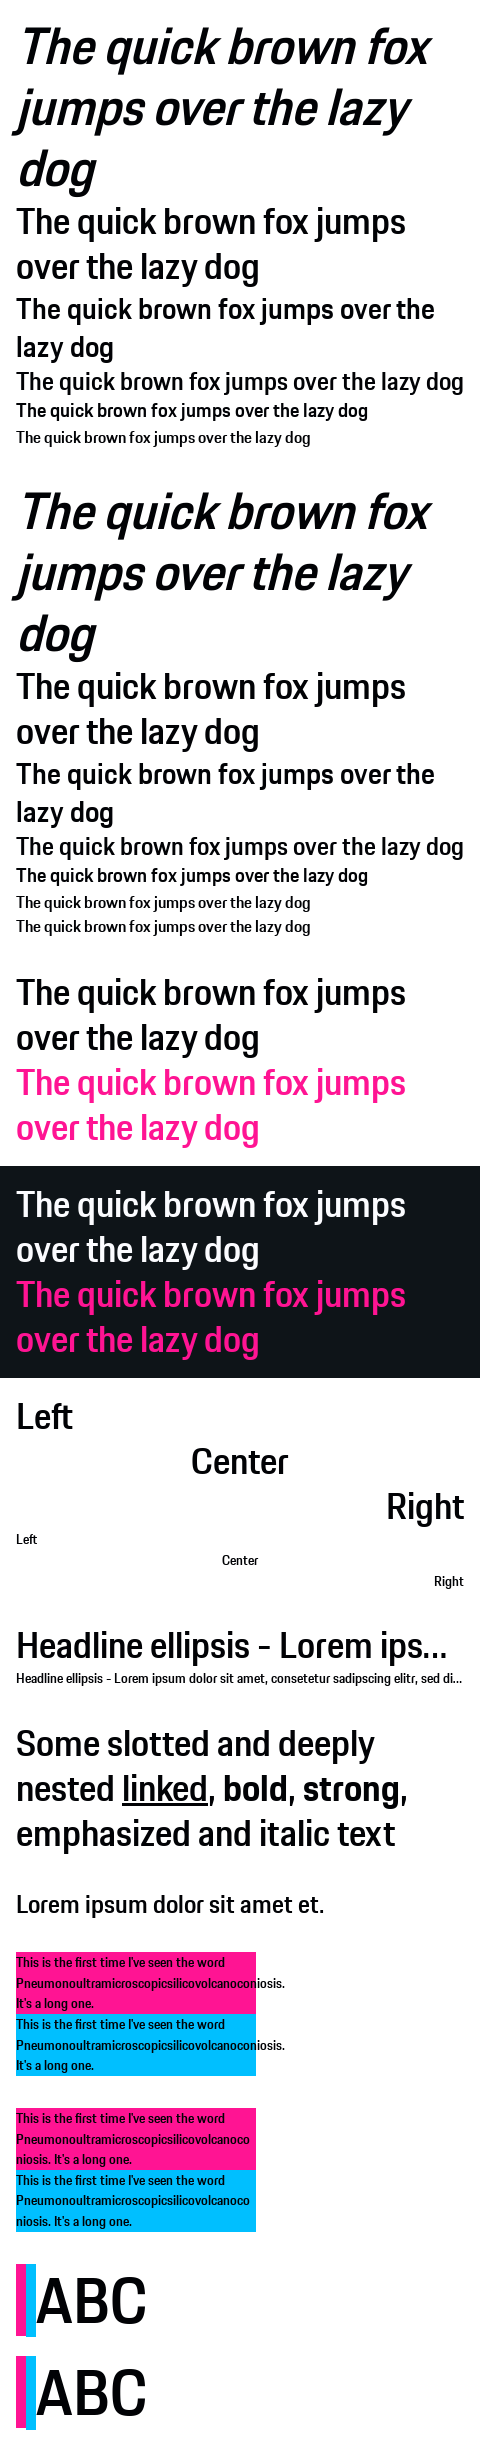 The quick brown fox
jumps over the lazy
dog
The quick brown fox jumps
over the lazy dog
The quick brown fox jumps over the
lazy dog
The quick brown fox jumps over the lazy dog
The quick brown fox jumps over the lazy dog
The quick brown fox jumps over the lazy dog
The quick brown fox
jumps over the lazy
dog
The quick brown fox jumps
over the lazy dog
The quick brown fox jumps over the
lazy dog
The quick brown fox jumps over the lazy dog
The quick brown fox jumps over the lazy dog
The quick brown fox jumps over the lazy dog
The quick brown fox jumps over the lazy dog
The quick brown fox jumps
over the lazy dog
The quick brown fox jumps
over the lazy dog
The quick brown fox jumps
over the lazy dog
The quick brown fox jumps
over the lazy dog
Left
Center
Right
Left
Center
Right
Headline ellipsis - Lorem ips...
Headline ellipsis - Lorem ipsum dolor sit amet, consetetur sadipscing elitr, sed di...
Some slotted and deeply
nested linked, bold, strong,
emphasized and italic text
Lorem ipsum dolor sit amet et.
This is the first time I've seen the word
Pneumonoultramicroscopicsilicovolcanoconiosis.
It's a long one.
This is the first time I've seen the word
Pneumonoultramicroscopicsilicovolcanoconiosis.
It's a long one.
This is the first time I've seen the word
Pneumonoultramicroscopicsilicovolcanoco
niosis. It's a long one.
This is the first time I've seen the word
Pneumonoultramicroscopicsilicovolcanoco
niosis. It's a long one.
ABC
ABC